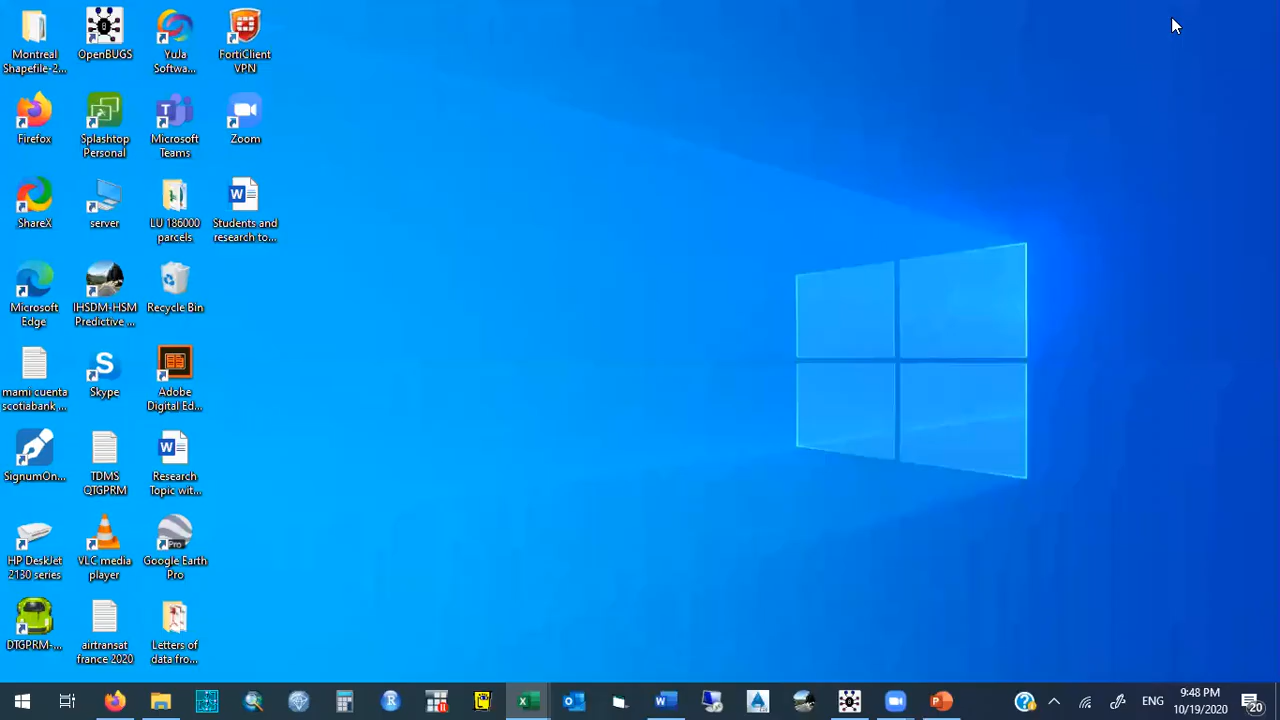 Montreal
Shapefile-2...
OpenBUGS
YuJa
Softwa...
FortiClient
VPN
Firefox
Splashtop
Personal
Microsoft
Teams
Zoom
ShareX
server
LU 186000
parcels
Students and
research to...
Microsoft
Edge
IHSDM-HSM
Predictive ...
Recycle Bin
mami cuenta
scotiabank ...
Skype
Adobe
Digital Ed...
SignumOn...
TDMS
QTGPRM
Research
Topic wit...
HP DeskJet
2130 series
VLC media
player
Google Earth
Pro
DTGPRM-...
airtransat
france 2020
Letters of
data fro...
ENG
9:48 PM
10/19/2020
20